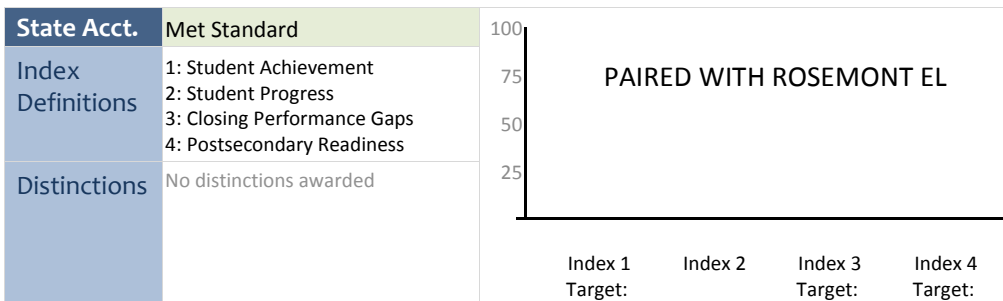 State Acct.
Met Standard
Index
Definitions
1: Student Achievement
2: Student Progress
3: Closing Performance Gaps
4: Postsecondary Readiness
Distinctions
No distinctions awarded
100
75
50
25
PAIRED WITH ROSEMONT EL
Index 1
Target:
Index 2
Index 3
Target:
Index 4
Target: